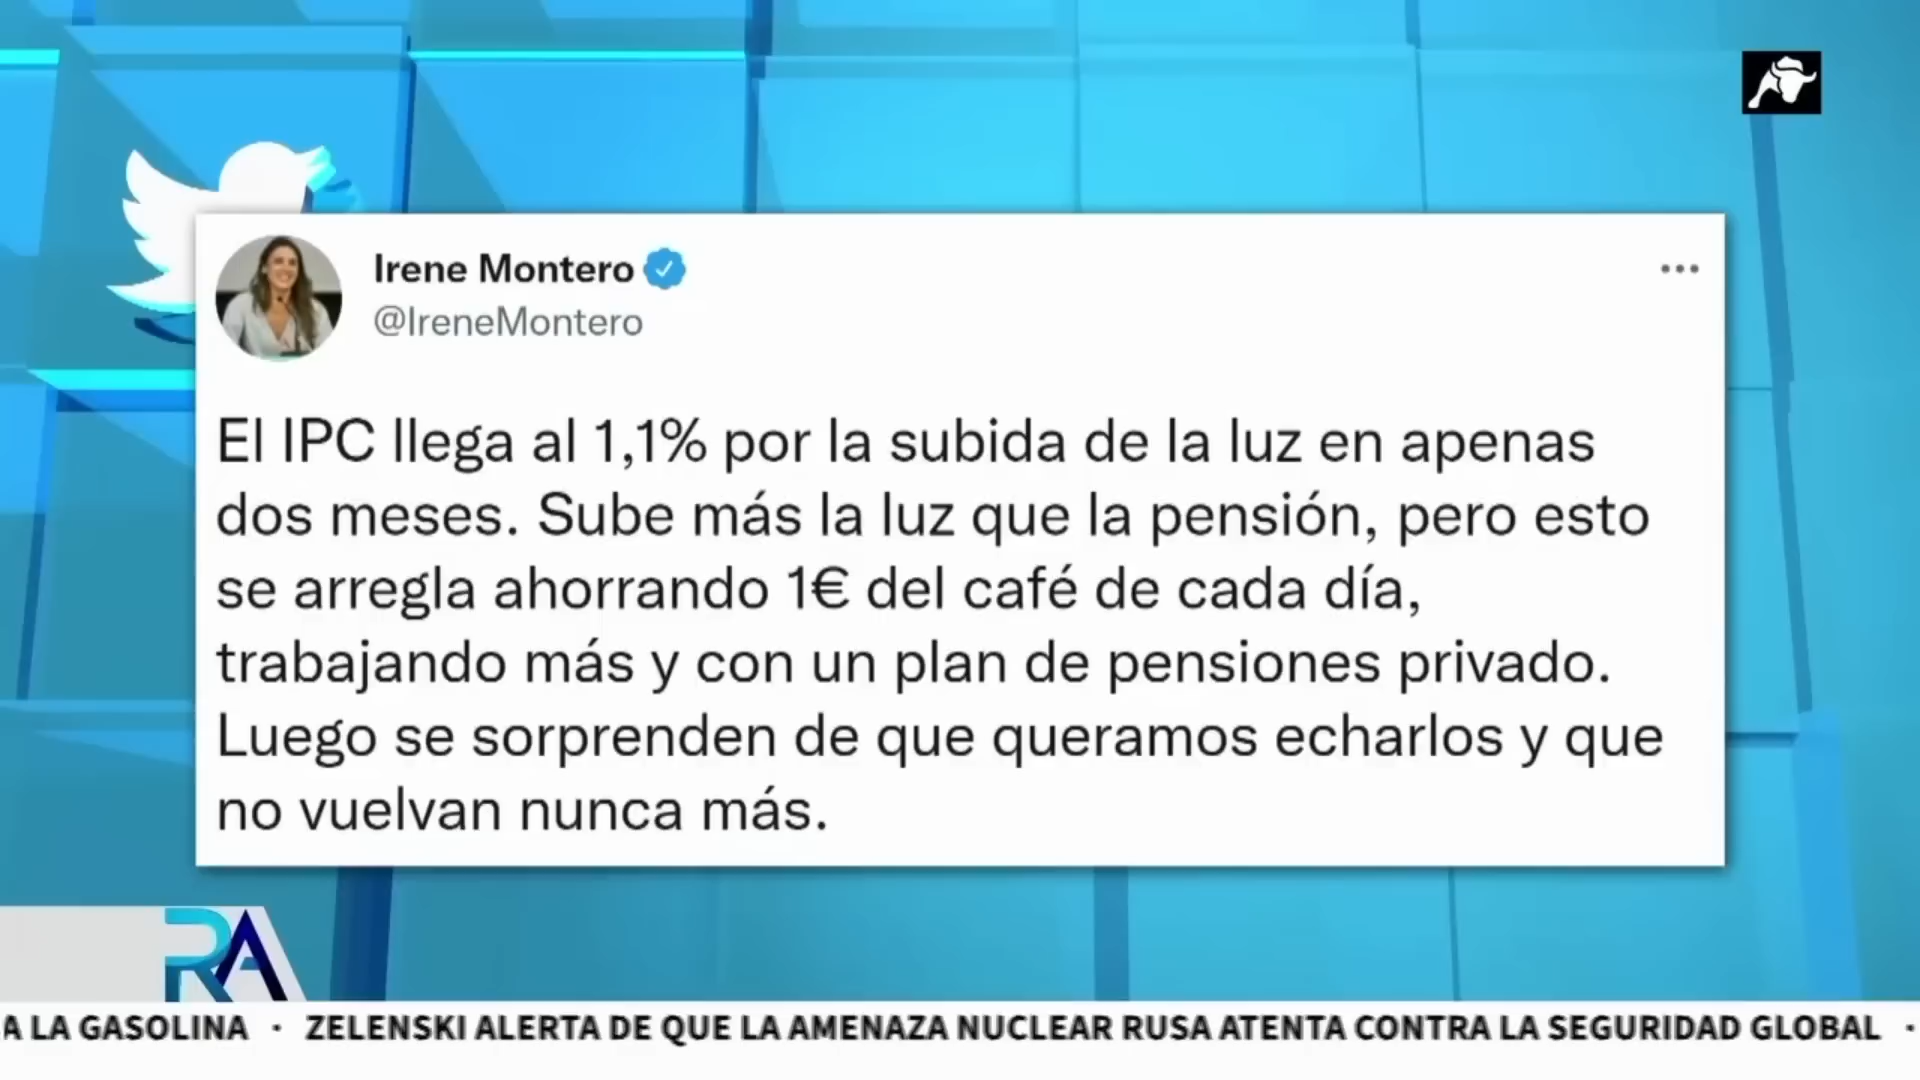 Irene Montero
@IreneMontero
El IPC llega al 1,1% por la subida de la luz en apenas
dos meses. Sube más la luz que la pensión, pero esto
se arregla ahorrando 1€ del café de cada día,
trabajando más y con un plan de pensiones privado.
Luego se sorprenden de que queramos echarlos y que
no vuelvan nunca más.
RA
A LA GASOLINA · ZELENSKI ALERTA DE QUE LA AMENAZA NUCLEAR RUSA ATENTA CONTRA LA SEGURIDAD GLOBAL ·